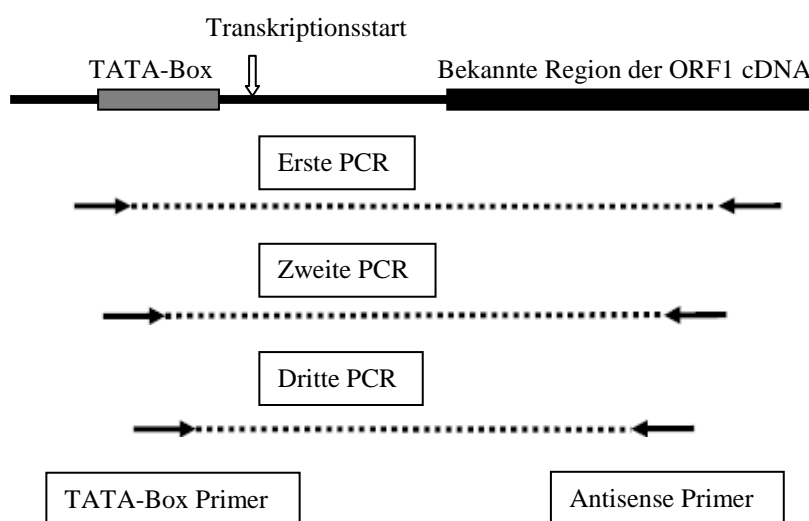 Transkriptionsstart
TATA-Box
Bekannte Region der ORF1 cDNA
Erste PCR
Zweite PCR
Dritte PCR
TATA-Box Primer
Antisense Primer